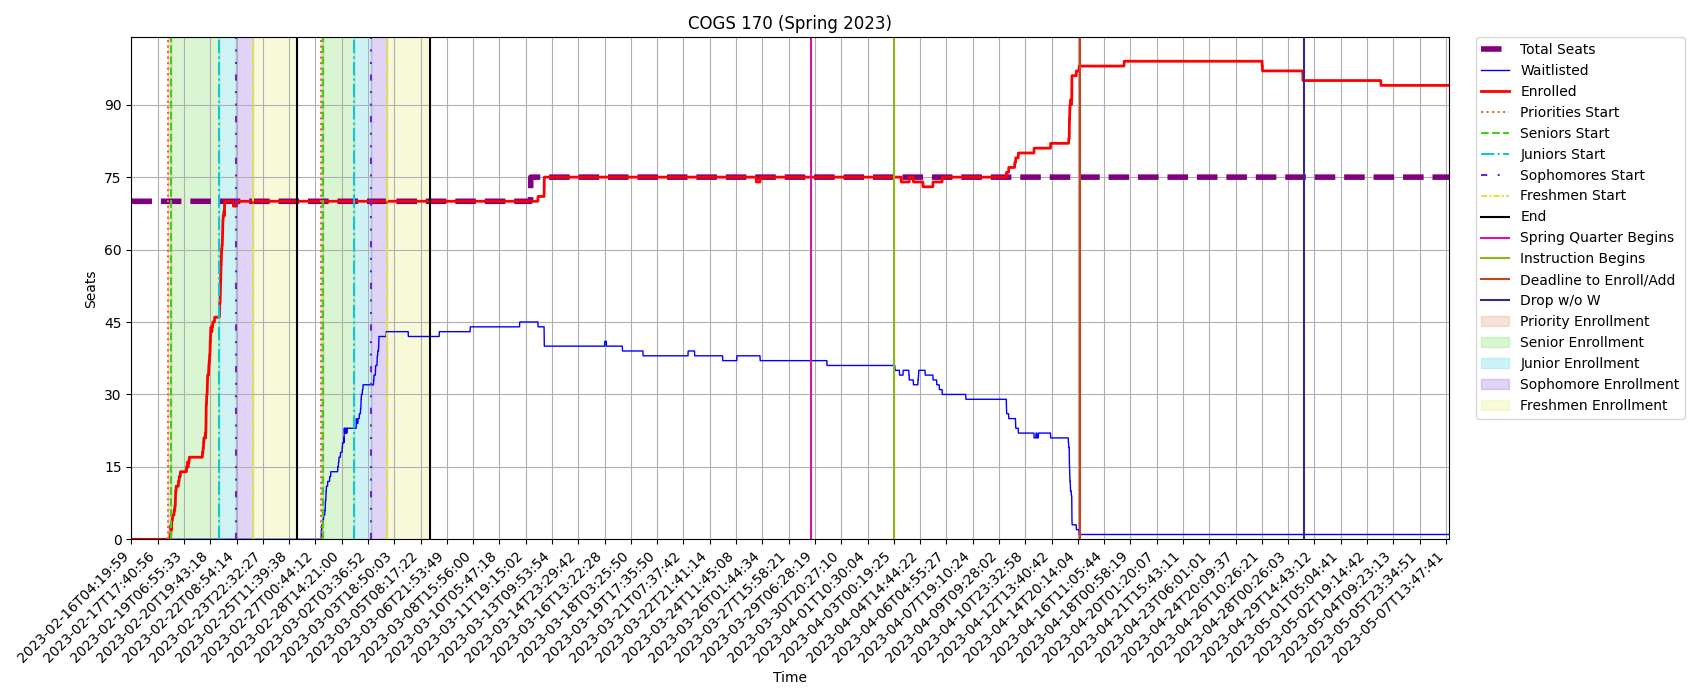 COGS 170 (Spring 2023)
Seats
90
75
60
45
30
15
0
2023-02-16T04:19:59
2023-02-17T17:40:56
2023-02-19T06:55:33
2023-02-20T19:43:18
2023-02-22T08:54:14
2023-02-23T22:32:27
2023-02-25T11:39:38
2023-02-27T00:44:12
2023-02-28T14:21:00
2023-03-02T03:36:52
2023-03-03T18:50:03
2023-03-05T08:17:22
2023-03-06T21:53:49
2023-03-08T15:56:00
2023-03-10T05:47:18
2023-03-11T19:15:02
2023-03-13T09:53:54
2023-03-14T23:29:42
2023-03-16T13:22:28
2023-03-18T03:25:50
2023-03-19T17:35:50
2023-03-21T07:37:42
2023-03-22T21:41:14
2023-03-24T11:45:08
2023-03-26T01:44:34
2023-03-27T15:58:21
2023-03-29T06:28:19
2023-03-30T20:27:10
2023-04-01T10:30:04
2023-04-03T00:19:25
2023-04-04T14:44:22
2023-04-06T04:55:27
2023-04-07T19:10:24
2023-04-09T09:28:02
2023-04-10T23:32:58
2023-04-12T13:40:42
2023-04-14T20:14:04
2023-04-16T11:05:44
2023-04-18T00:58:19
2023-04-20T01:20:07
2023-04-21T15:43:11
2023-04-23T06:01:01
2023-04-24T20:09:37
2023-04-26T10:26:21
2023-04-28T00:26:03
2023-04-29T14:43:12
2023-05-01T05:04:41
2023-05-02T19:14:42
2023-05-04T09:23:13
2023-05-05T23:34:51
2023-05-07T13:47:41
Time
Total Seats
Waitlisted
Enrolled
Priorities Start
Seniors Start
Juniors Start
Sophomores Start
Freshmen Start
End
Spring Quarter Begins
Instruction Begins
Deadline to Enroll/Add
Drop w/o W
Priority Enrollment
Senior Enrollment
Junior Enrollment
Sophomore Enrollment
Freshmen Enrollment